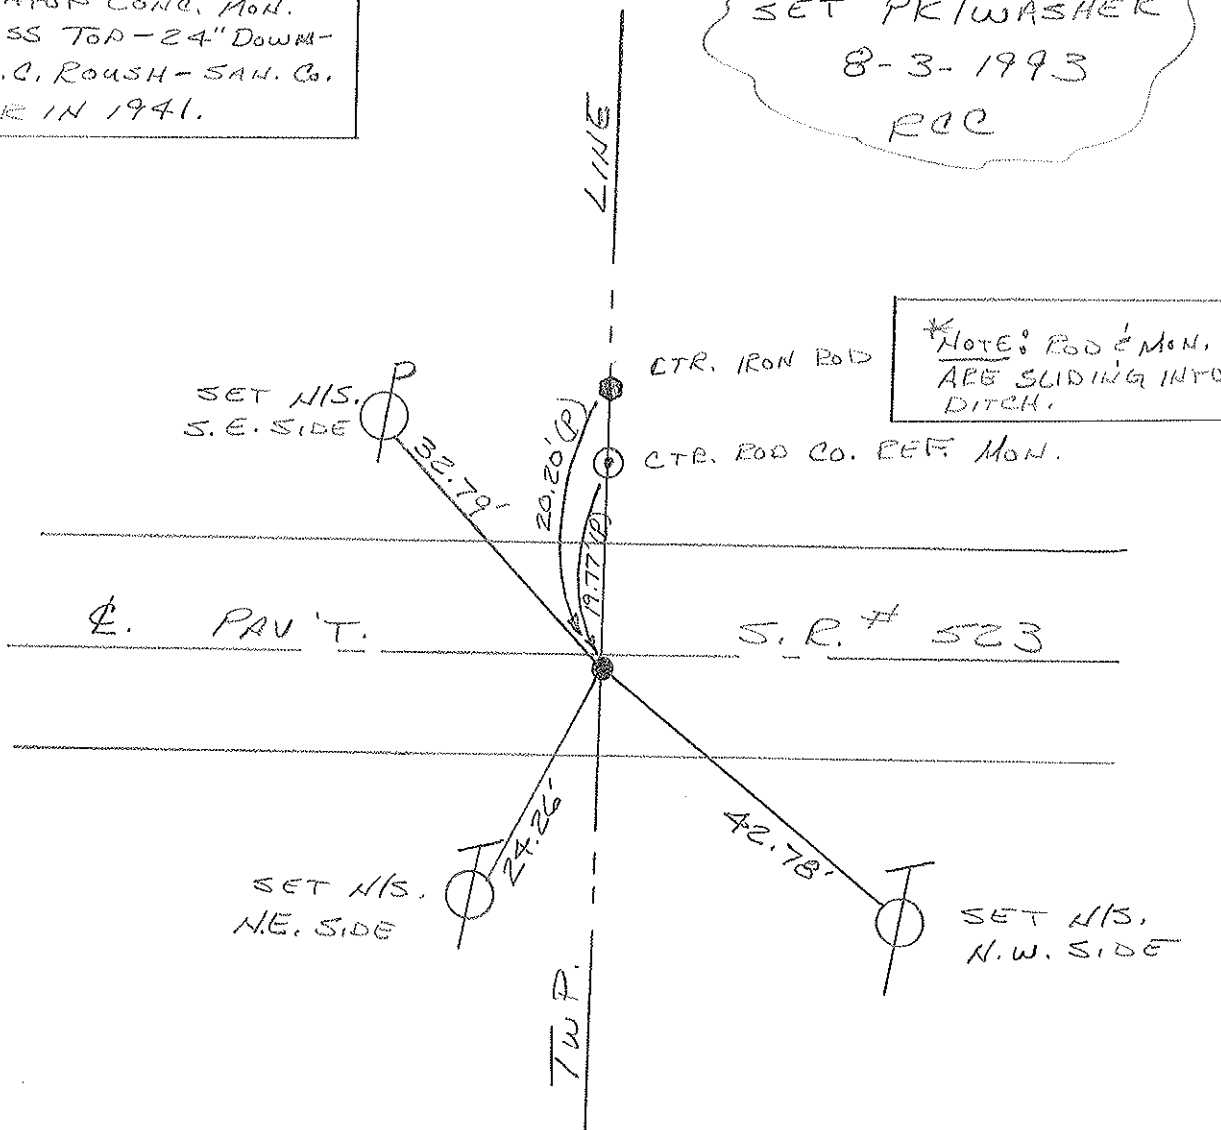 CONC. MON.
SS TOP-24" DOWN-
.C. ROUSH-SAN. CO.
R IN 1941.
SET PK/WASHER
8-3-1993
RCC
LINE
CTR. IRON ROD
*NOTE: ROD & MON.
ARE SLIDING INTO
DITCH.
SET N/S.
S.E. SIDE
P
32.79'
20.20'(P)
19.77'(P)
CTR. ROD CO. REF. MON.
℄. PAV'T.
S.R. # 523
24.26'
42.78'
T
SET N/S.
N.E. SIDE
T
SET N/S.
N.W. SIDE
TWP.